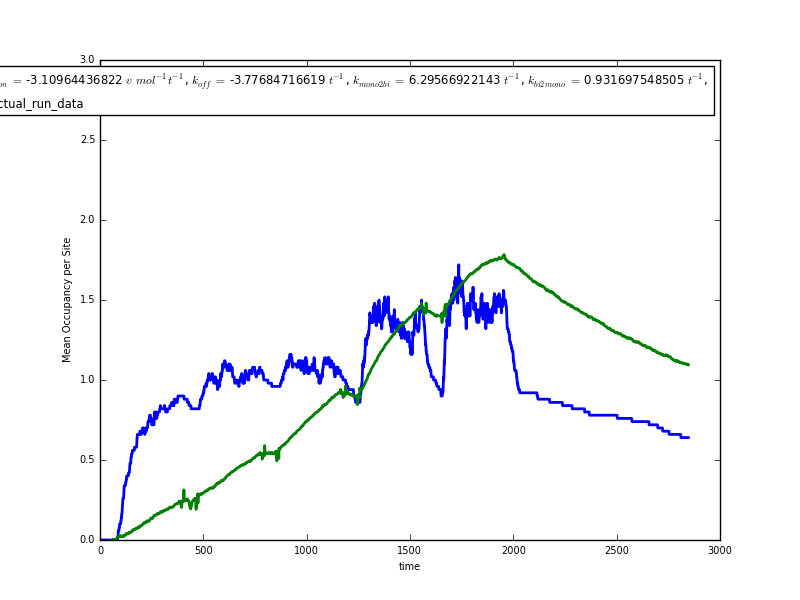 3.0
= -3.10964436822 v mol⁻¹t⁻¹, k_off = -3.77684716619 t⁻¹, k_mono2bi = 6.29566922143 t⁻¹, k_bi2mono = 0.931697548505 t⁻¹,
ctual_run_data
2.5
2.0
1.5
1.0
0.5
0.0
Mean Occupancy per Site
0 500 1000 1500 2000 2500 3000
time